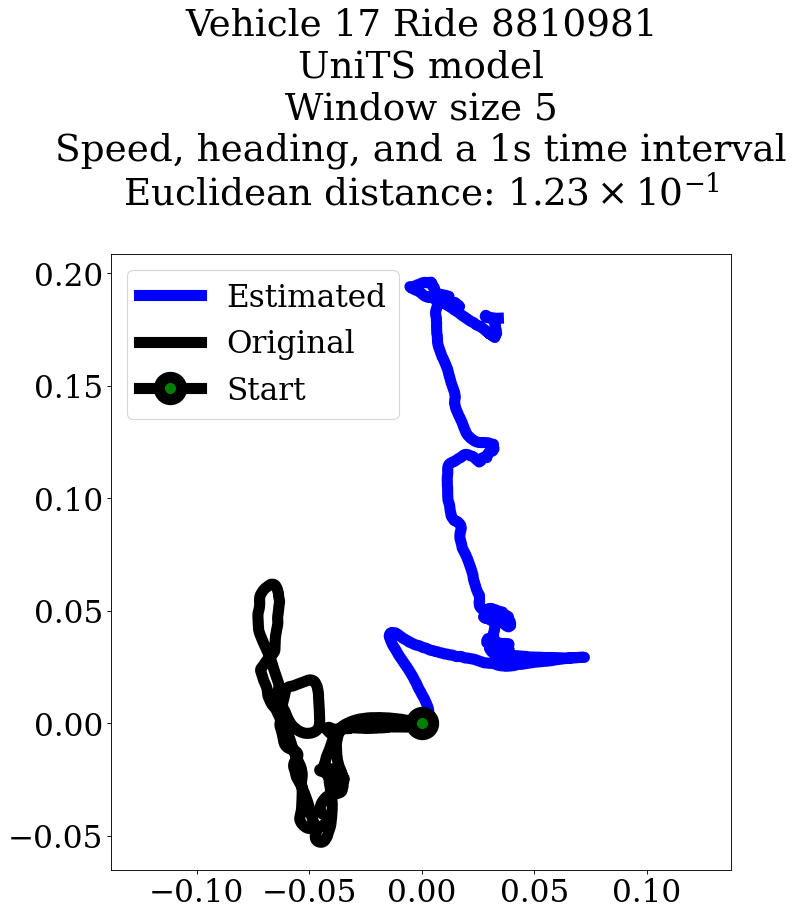 Vehicle 17 Ride 8810981
UniTS model
Window size 5
Speed, heading, and a 1s time interval
Euclidean distance: 1.23 × 10⁻¹
Estimated
Original
Start
0.20
0.15
0.10
0.05
0.00
−0.05
−0.10 −0.05 0.00 0.05 0.10